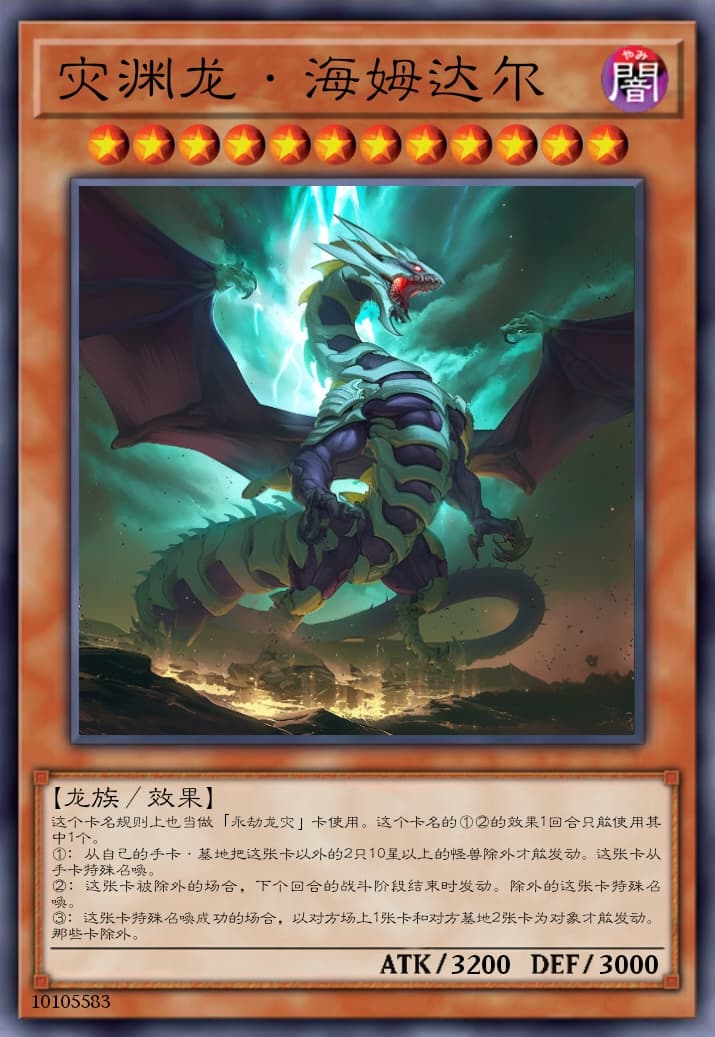 灾渊龙·海姆达尔
やみ
闇
【龙族／效果】
这个卡名规则上也当做「永劫龙灾」卡使用。这个卡名的①②的效果1回合只能使用其
中1个。
①：从自己的手卡·墓地把这张卡以外的2只10星以上的怪兽除外才能发动。这张卡从
手卡特殊召唤。
②：这张卡被除外的场合，下个回合的战斗阶段结束时发动。除外的这张卡特殊召
唤。
③：这张卡特殊召唤成功的场合，以对方场上1张卡和对方墓地2张卡为对象才能发动。
那些卡除外。
ATK/3200 DEF/3000
10105583